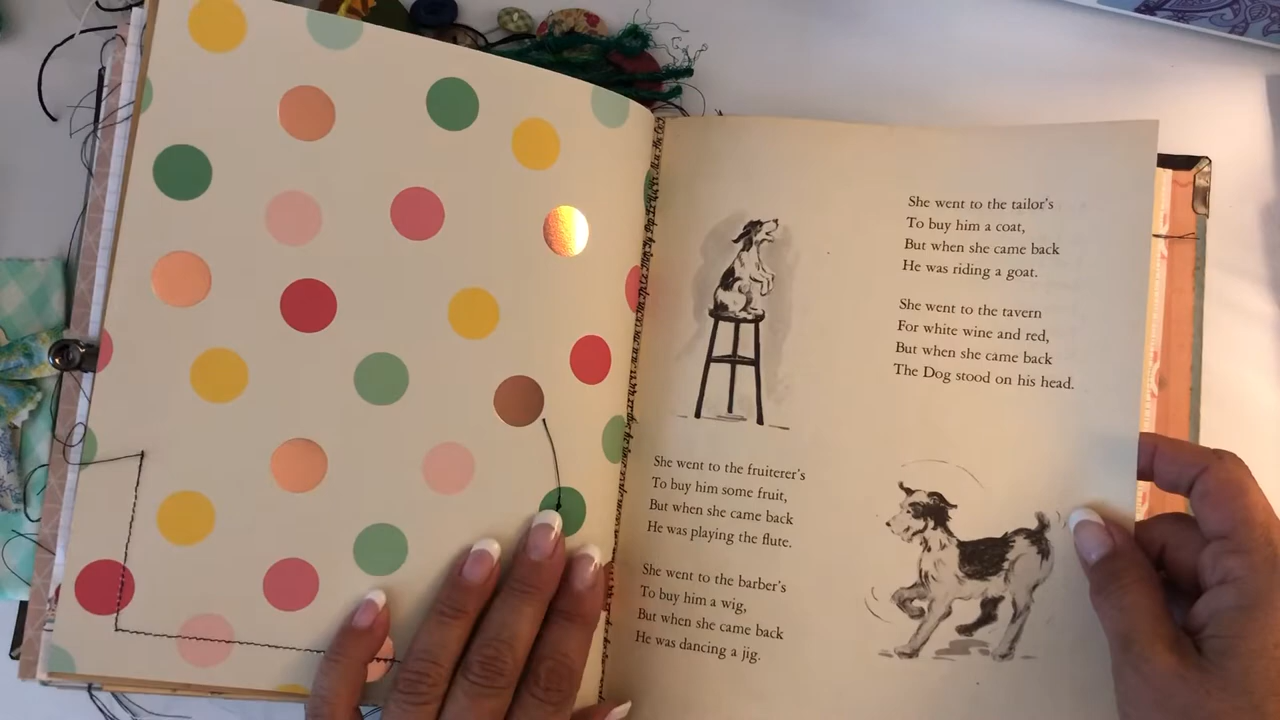 She went to the tailor's
To buy him a coat,
But when she came back
He was riding a goat.
She went to the tavern
For white wine and red,
But when she came back
The Dog stood on his head.
She went to the fruiterer's
To buy him some fruit,
But when she came back
He was playing the flute.
She went to the barber's
To buy him a wig,
But when she came back
He was dancing a jig.